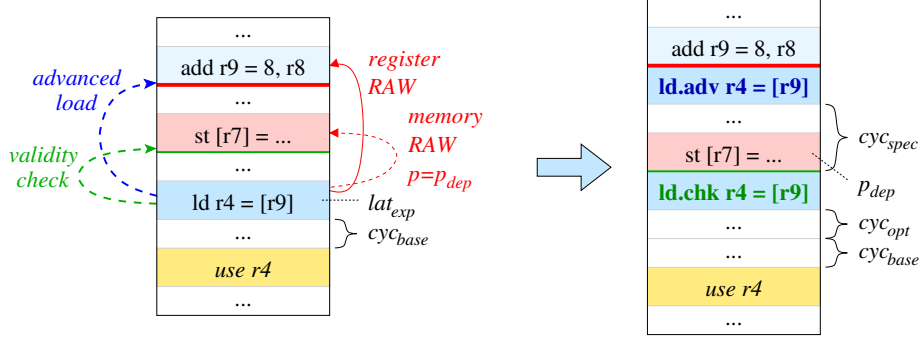 ...
add r9 = 8, r8
...
st [r7] = ...
...
ld r4 = [r9]
...
use r4
...
advanced
load
validity
check
register
RAW
memory
RAW
p=p_dep
lat_exp
cyc_base
...
add r9 = 8, r8
ld.adv r4 = [r9]
...
st [r7] = ...
ld.chk r4 = [r9]
...
...
use r4
...
cyc_spec
p_dep
cyc_opt
cyc_base